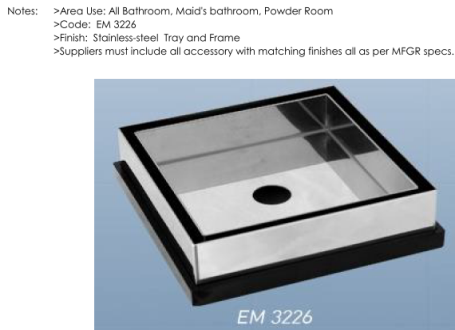 Notes: >Area Use: All Bathroom, Maid's bathroom, Powder Room
>Code: EM 3226
>Finish: Stainless-steel Tray and Frame
>Suppliers must include all accessory with matching finishes all as per MFGR specs.
EM 3226